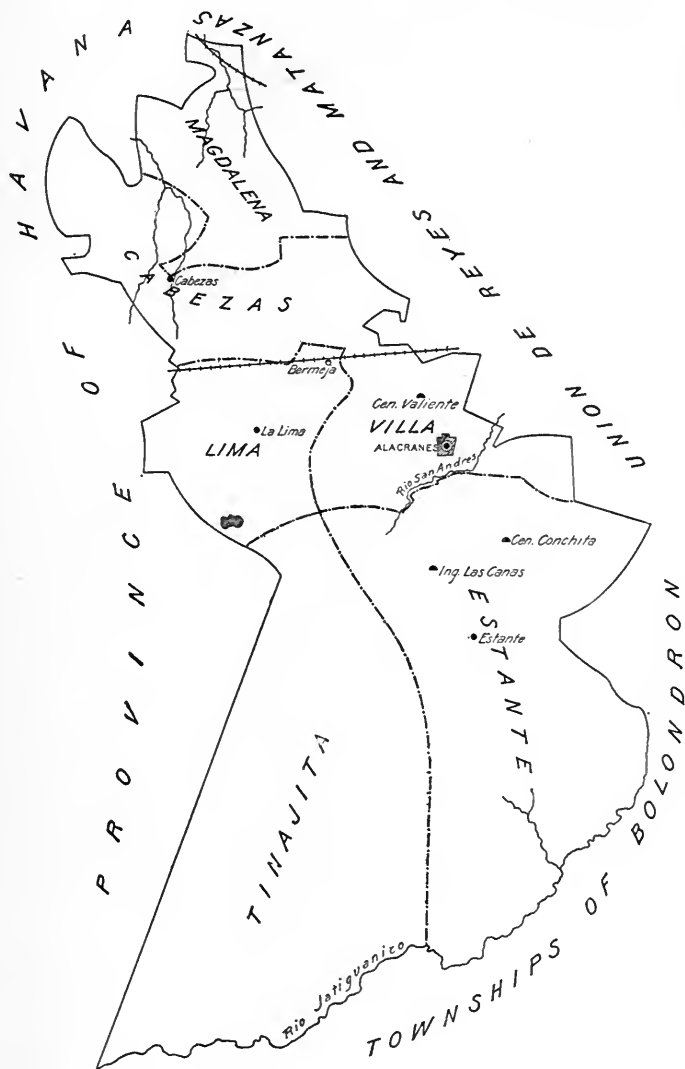 PROVINCE OF HAVANA
TOWNSHIPS OF BOLONDRON
UNION DE REYES AND MATANZAS
MAGDALENA
CABEZAS
Cabezas
Bermeja
Cen. Valiente
La Lima
VILLA
LIMA
ALACRANES
Rio San Andres
Cen. Conchita
Ing. Las Canas
ESTANTE
Estante
TINAJITA
Rio Jatiguanico